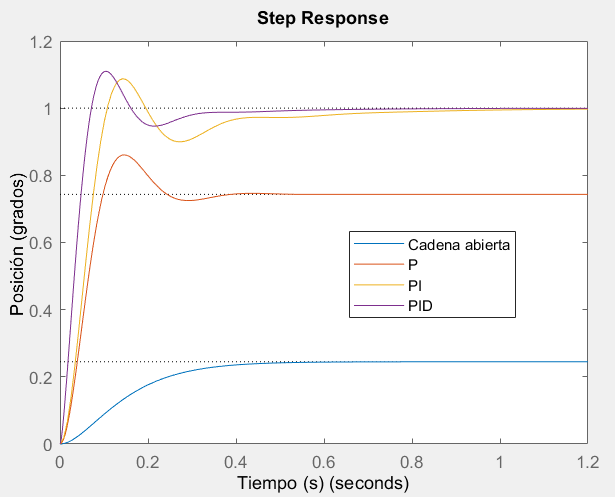 Step Response
1.2
1
0.8
0.6
0.4
0.2
0
Posición (grados)
Cadena abierta
P
PI
PID
0 0.2 0.4 0.6 0.8 1 1.2
Tiempo (s) (seconds)